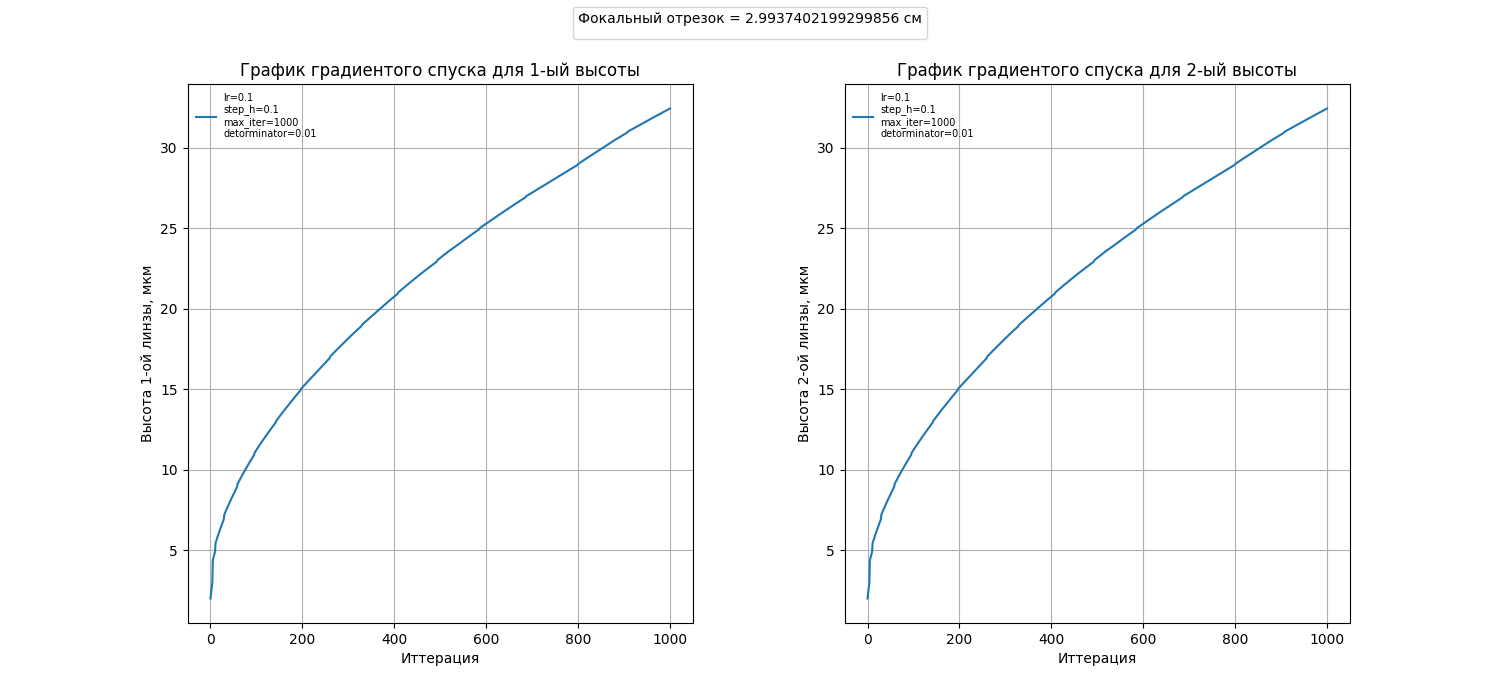 Фокальный отрезок = 2.9937402199299856 см
График градиентого спуска для 1-ый высоты
lr=0.1
step_h=0.1
max_iter=1000
detorminator=0.01
30
25
20
15
10
5
Высота 1-ой линзы, мкм
0 200 400 600 800 1000
Иттерация
График градиентого спуска для 2-ый высоты
lr=0.1
step_h=0.1
max_iter=1000
detorminator=0.01
30
25
20
15
10
5
Высота 2-ой линзы, мкм
0 200 400 600 800 1000
Иттерация